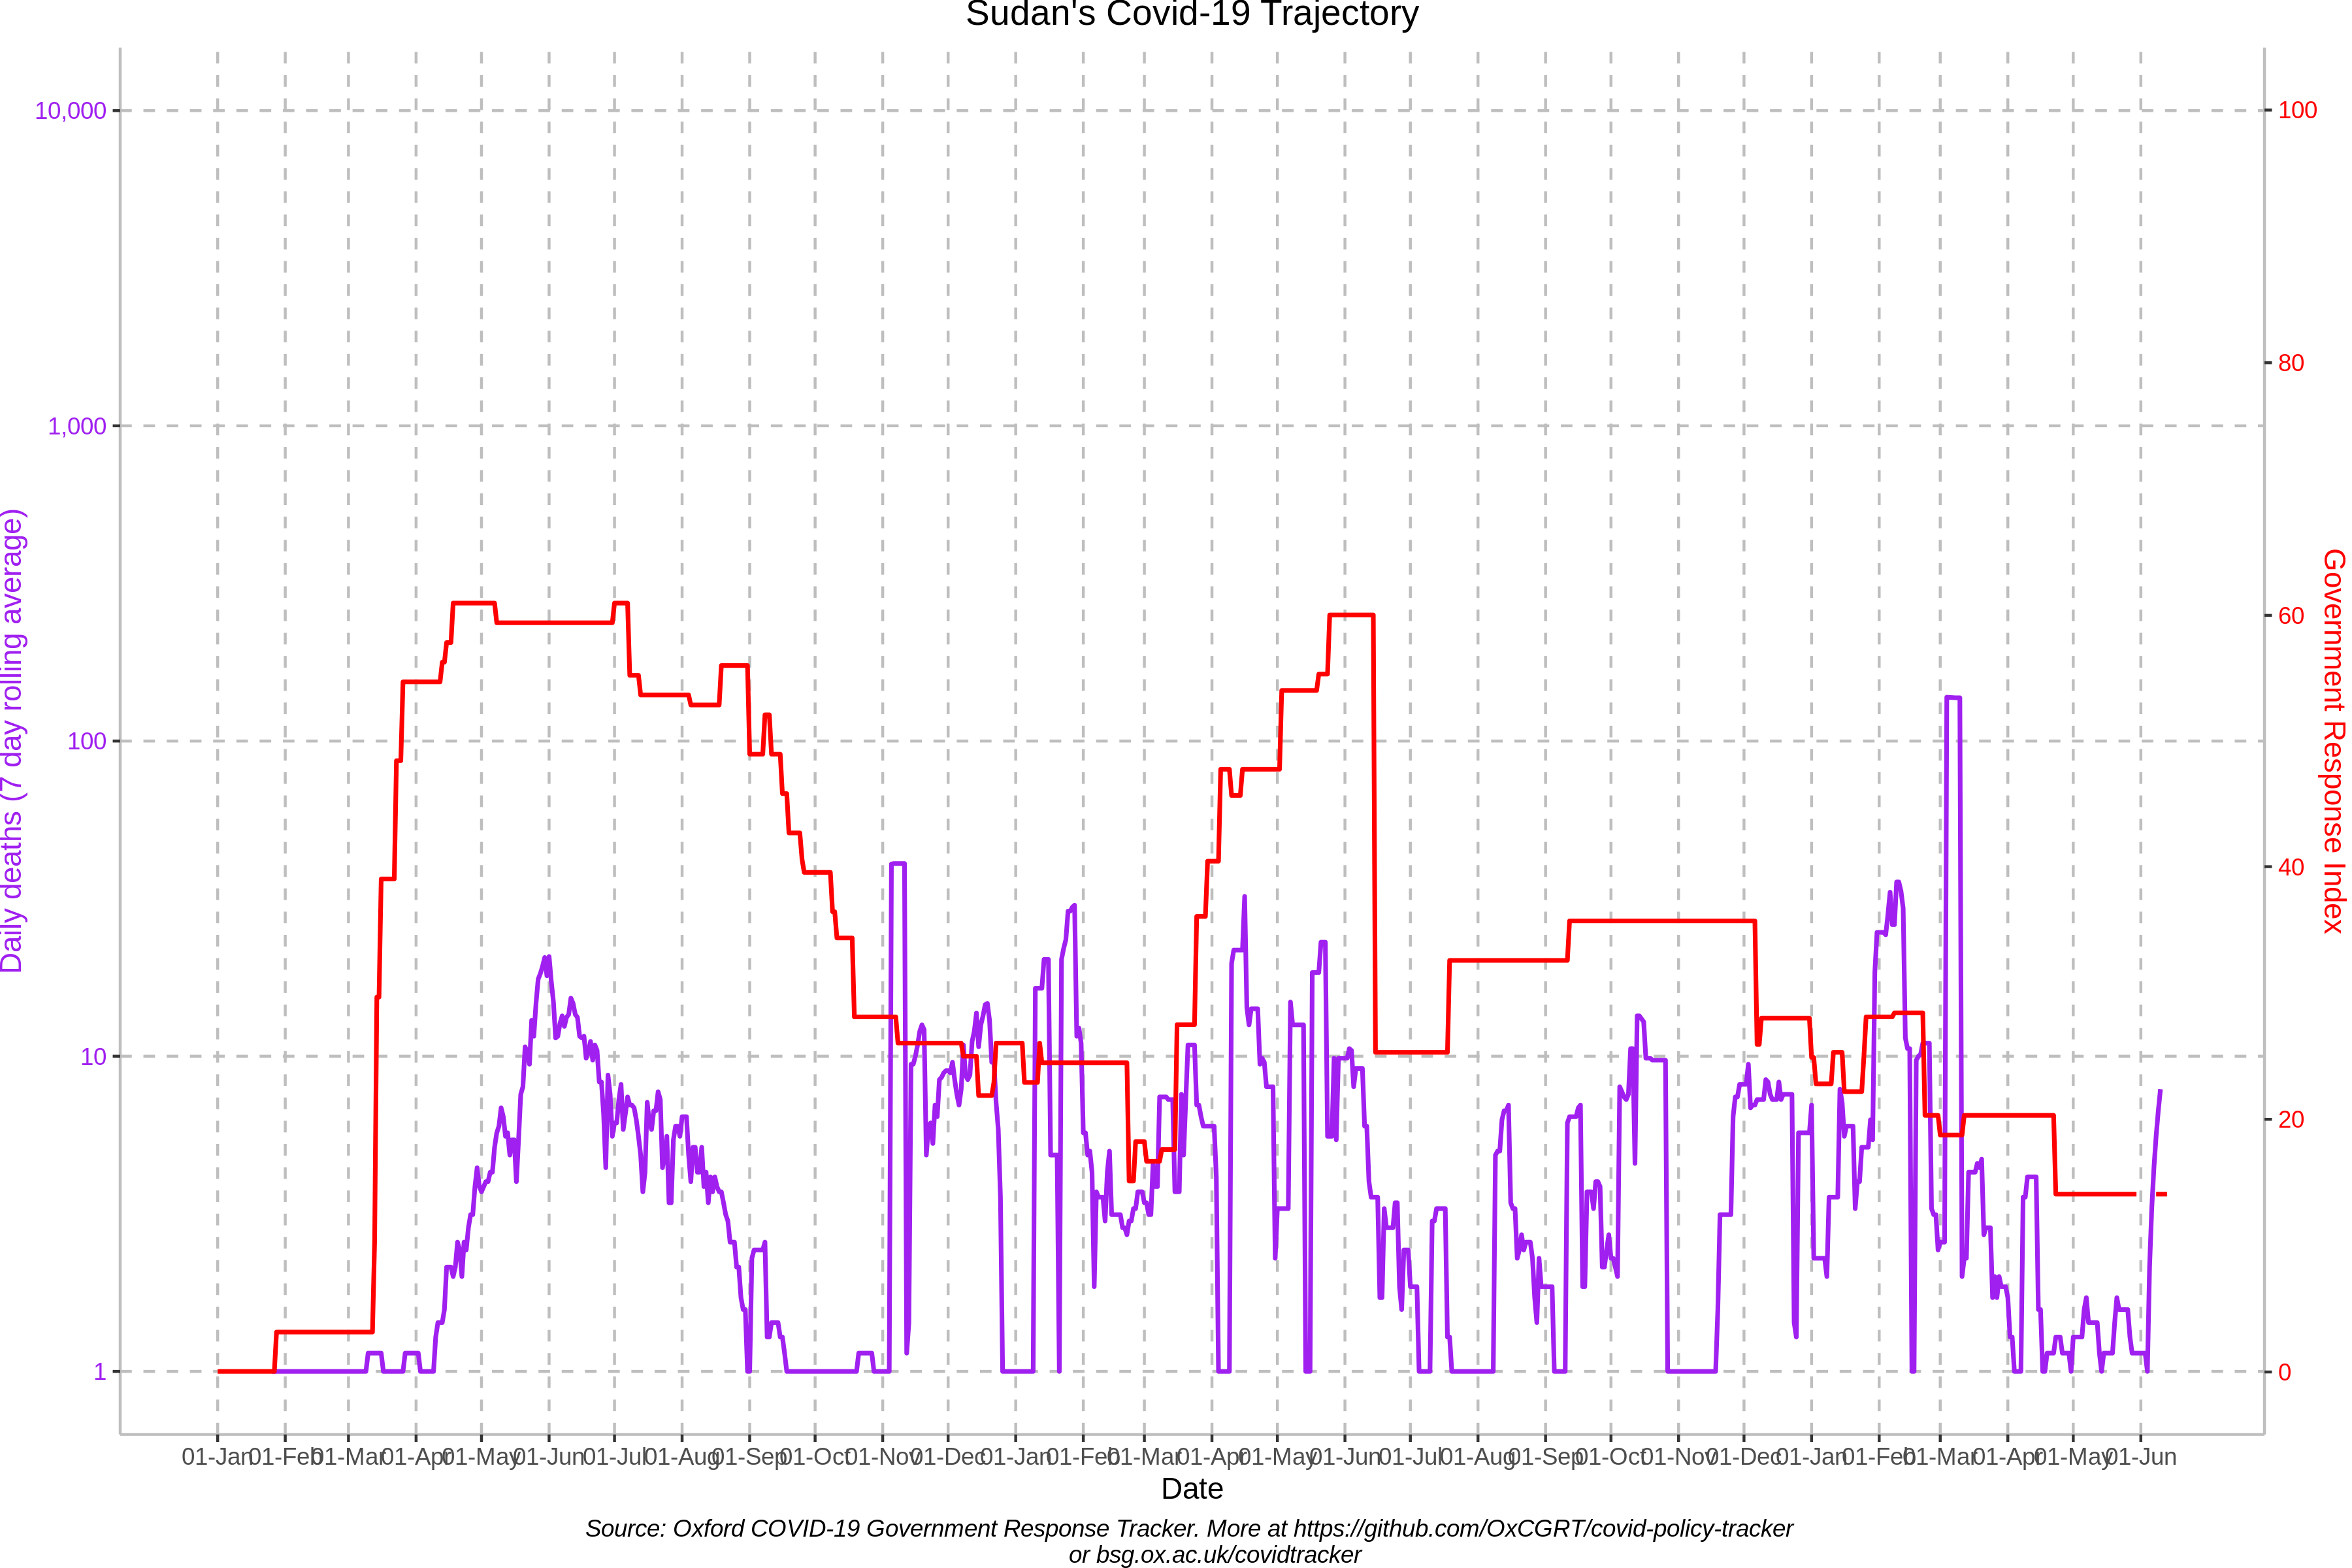 Sudan's Covid-19 Trajectory
10,000
1,000
100
10
1
Daily deaths (7 day rolling average)
100
80
60
40
20
0
Government Response Index
01-Jan 01-Feb 01-Mar 01-Apr 01-May 01-Jun 01-Jul 01-Aug 01-Sep 01-Oct 01-Nov 01-Dec 01-Jan 01-Feb 01-Mar 01-Apr 01-May 01-Jun 01-Jul 01-Aug 01-Sep 01-Oct 01-Nov 01-Dec 01-Jan 01-Feb 01-Mar 01-Apr 01-May 01-Jun
Date
Source: Oxford COVID-19 Government Response Tracker. More at https://github.com/OxCGRT/covid-policy-tracker
or bsg.ox.ac.uk/covidtracker